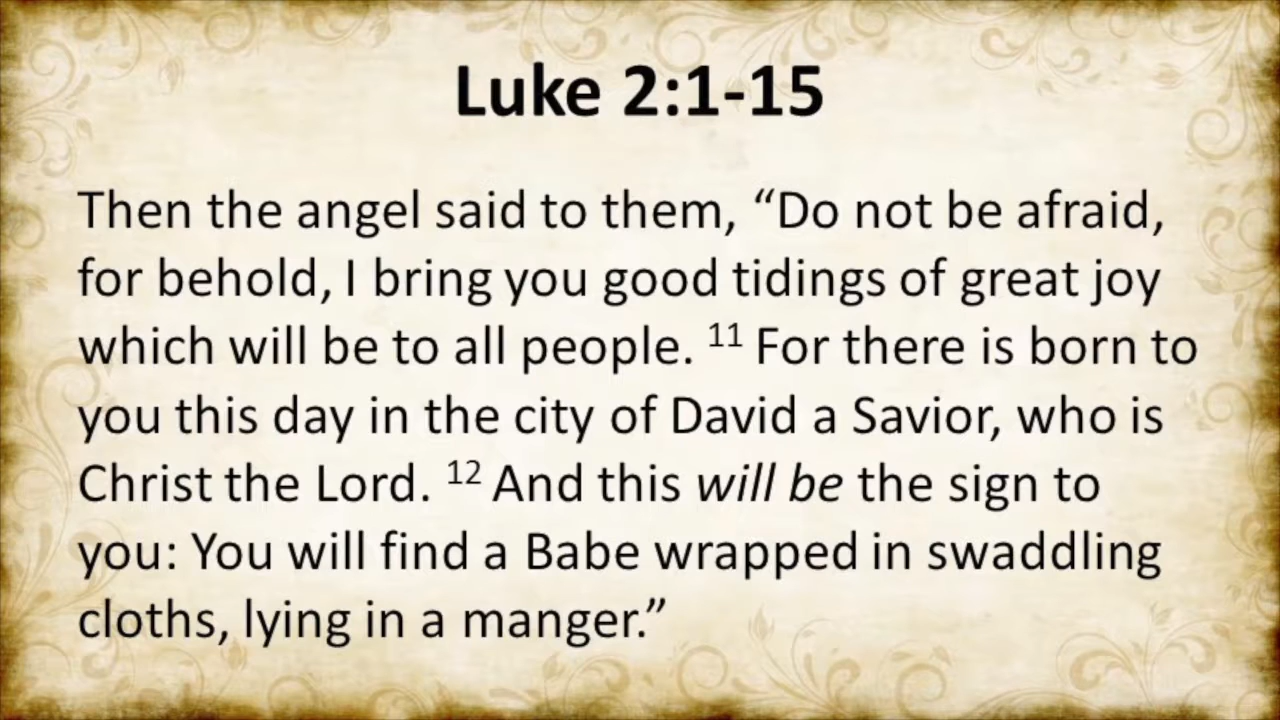 Luke 2:1-15
Then the angel said to them, “Do not be afraid,
for behold, I bring you good tidings of great joy
which will be to all people. 11 For there is born to
you this day in the city of David a Savior, who is
Christ the Lord. 12 And this will be the sign to
you: You will find a Babe wrapped in swaddling
cloths, lying in a manger.”